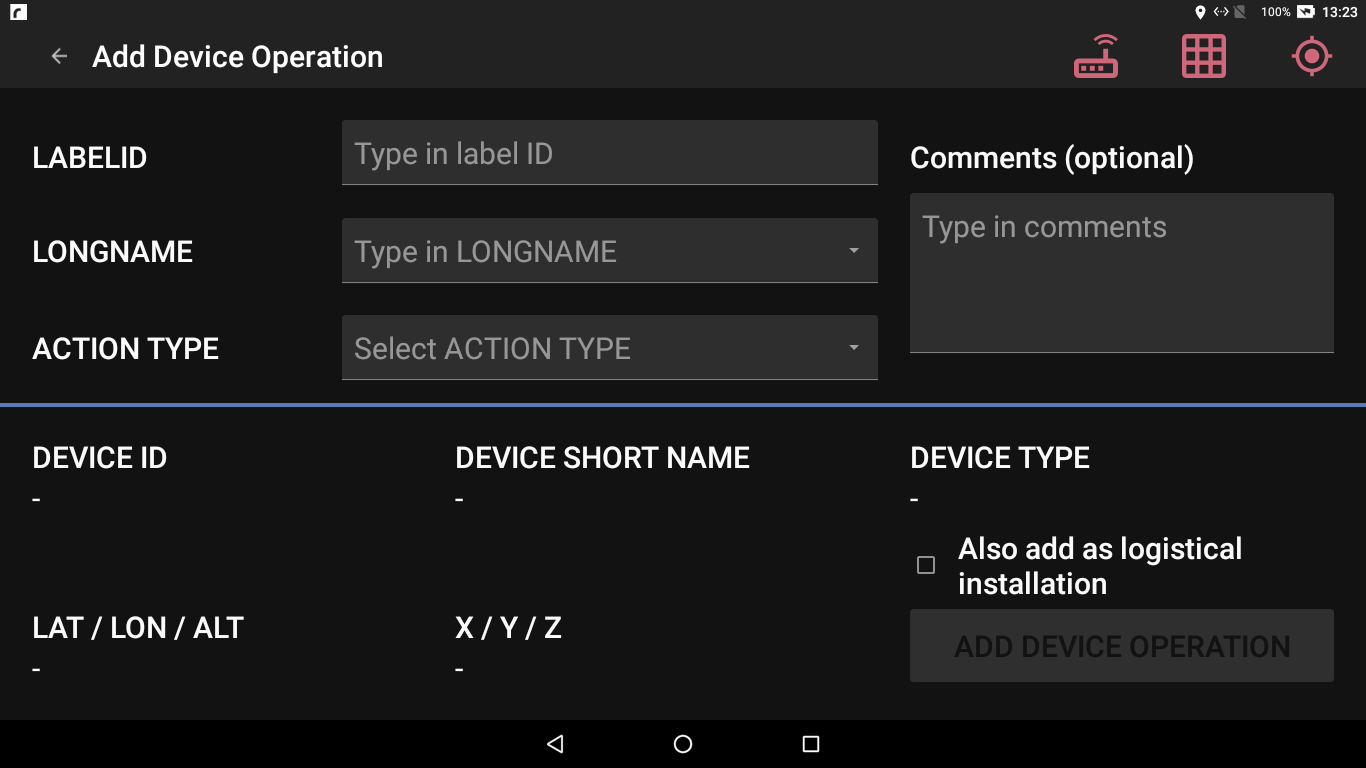 100% 13:23
Add Device Operation
LABELID
Type in label ID
Comments (optional)
Type in comments
LONGNAME
Type in LONGNAME
ACTION TYPE
Select ACTION TYPE
DEVICE ID
-
DEVICE SHORT NAME
-
DEVICE TYPE
-
Also add as logistical
installation
LAT / LON / ALT
-
X / Y / Z
-
ADD DEVICE OPERATION